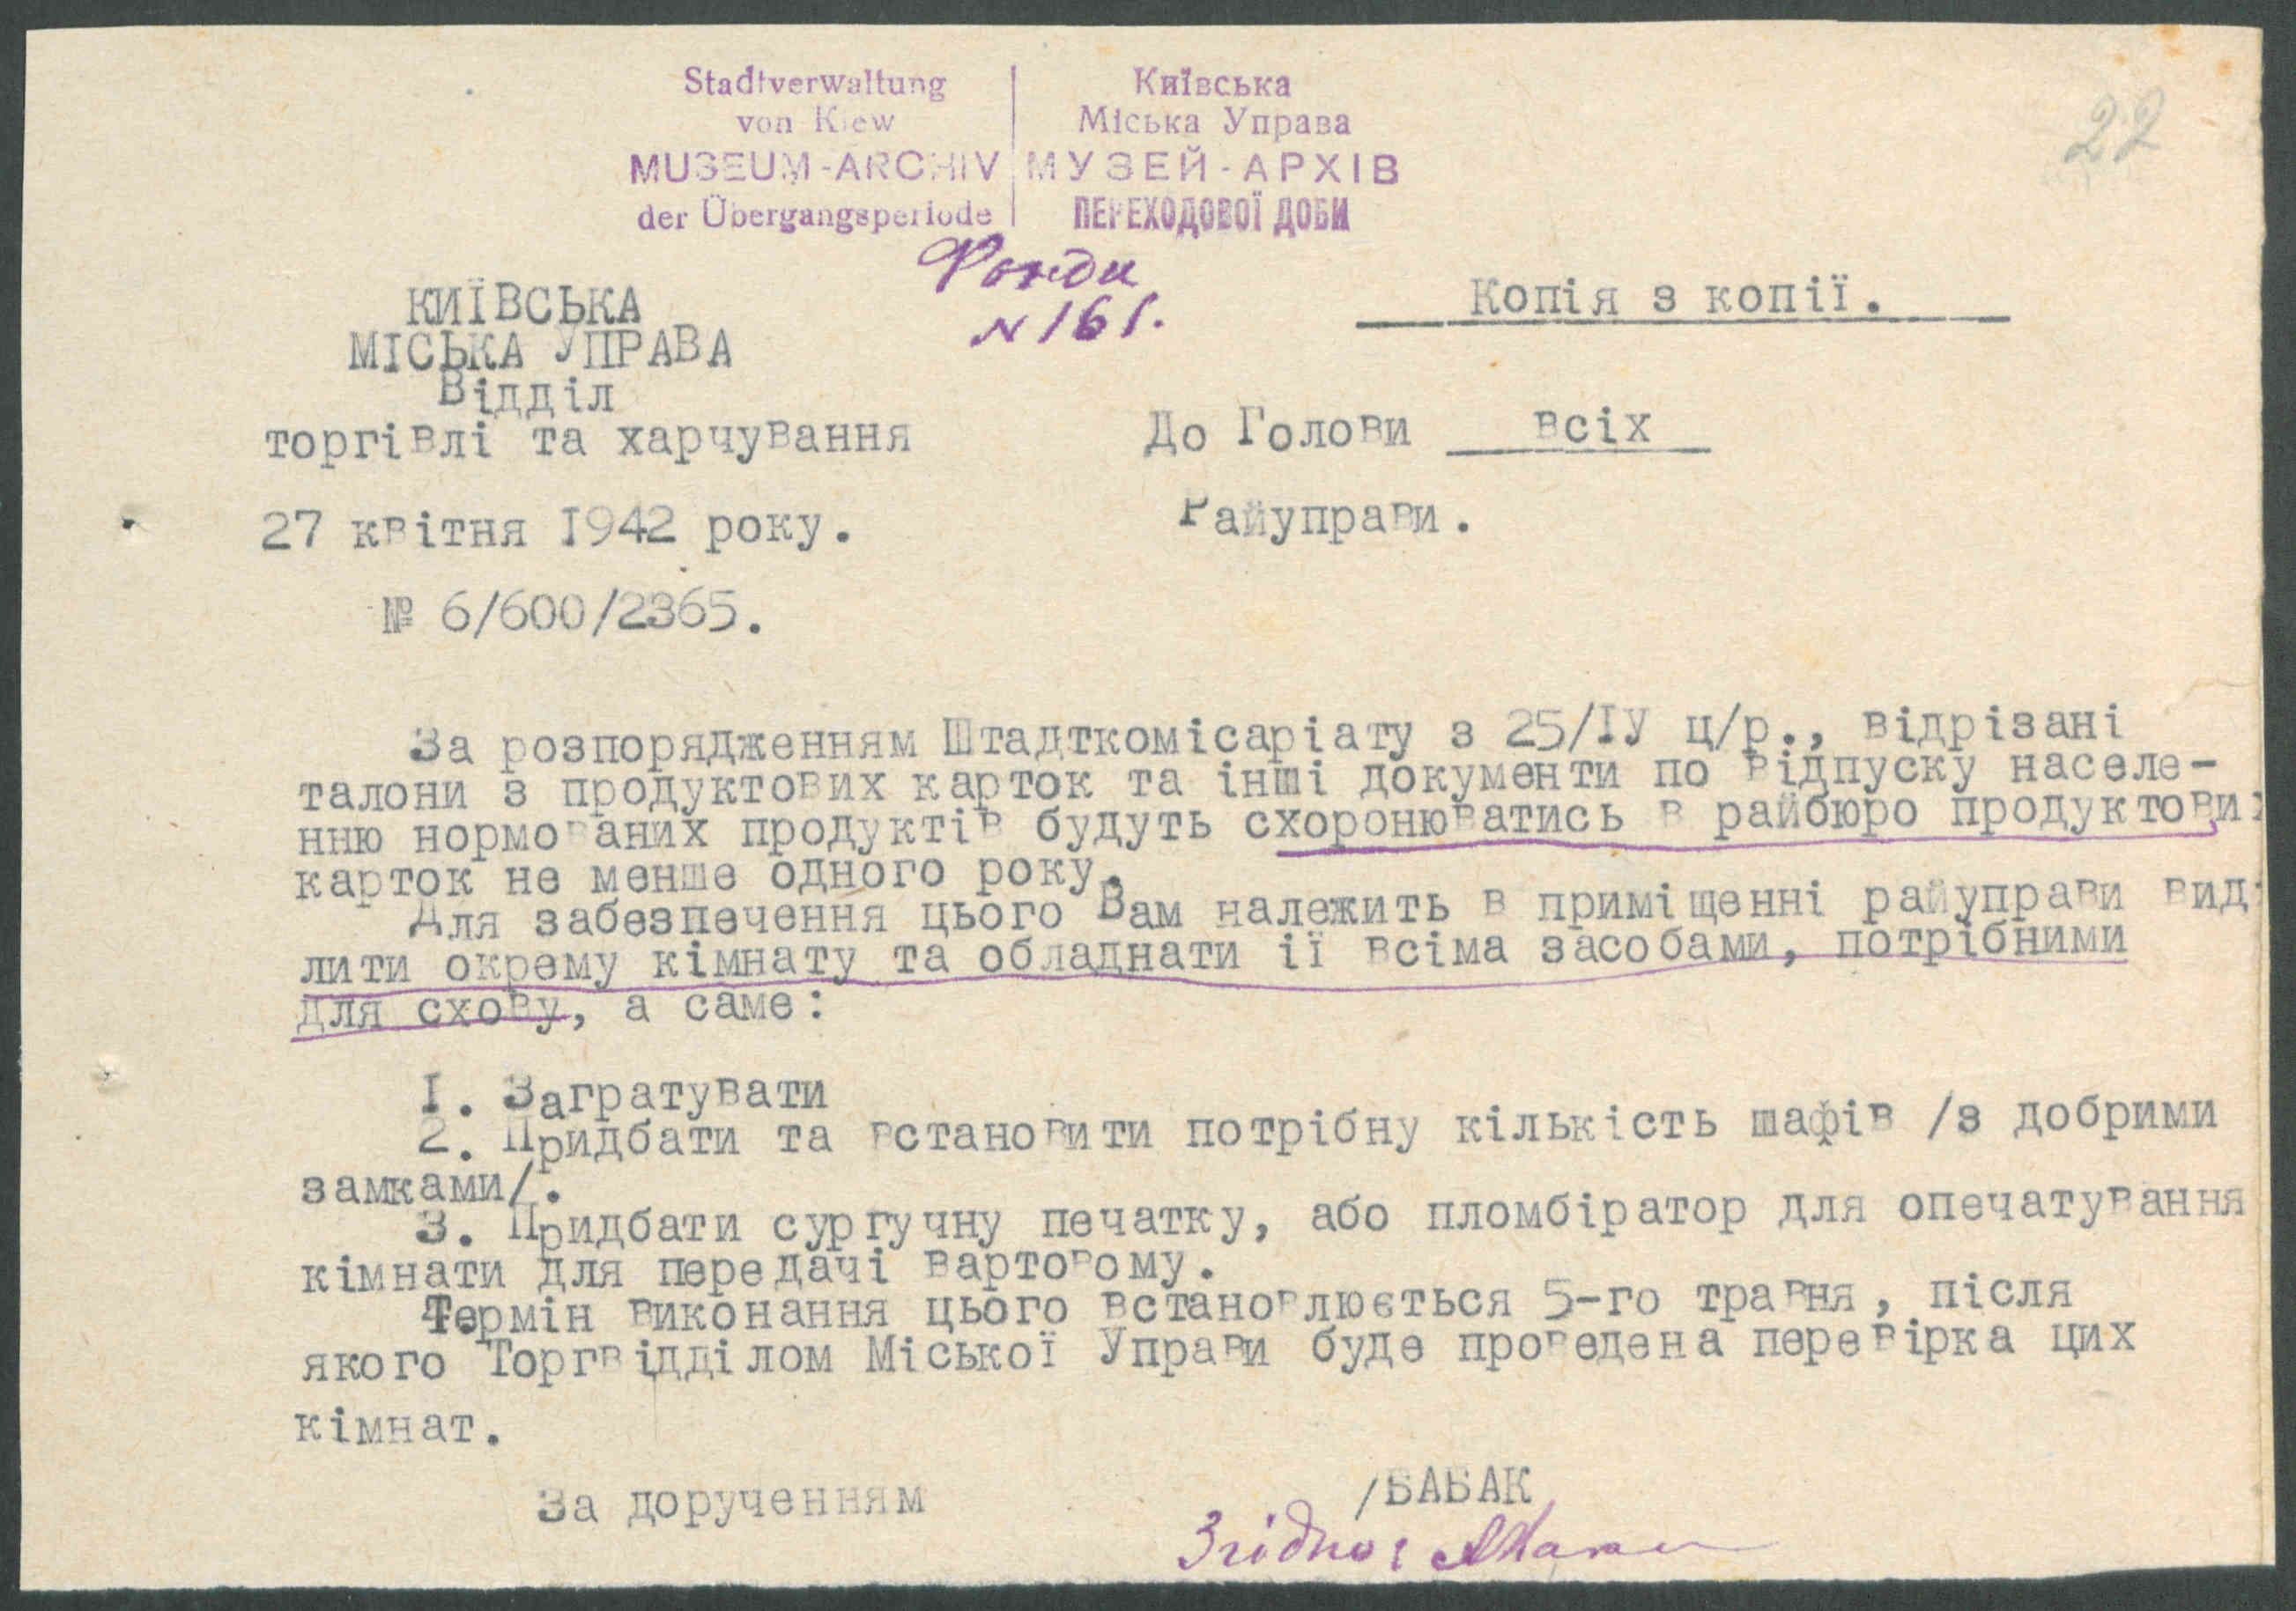 Stadtverwaltung
von Kiew
MUSEUM-ARCHIV
der Übergangsperiode
Київська
Міська Управа
МУЗЕЙ-АРХІВ
ПЕРЕХОДОВОЇ ДОБИ
22
Фонди
N 161.
КИЇВСЬКА
МІСЬКА УПРАВА
Відділ
торгівлі та харчування
27 квітня I942 року.
№ 6/600/2365.
Копія з копії.
До Голови всіх
Райуправи.
За розпорядженням Штадткомісаріату з 25/ІУ ц/р., відрізані
талони з продуктових карток та інші документи по відпуску населе-
нню нормованих продуктів будуть схоронюватись в райбюро продуктових
карток не менше одного року.
Для забезпечення цього Вам належить в приміщенні райуправи виді
лити окрему кімнату та обладнати ії всіма засобами, потрібними
для схову, а саме:
I. Загратувати
2. Придбати та встановити потрібну кількість шафів /з добрими
замками/.
3. Придбати сургучну печатку, або пломбіратор для опечатування
кімнати для передачі вартовому.
Термін виконання цього встановлюється 5-го травня, після
якого Торгвідділом Міської Управи буде проведена перевірка цих
кімнат.
За дорученням /БАБАК
Згідно: